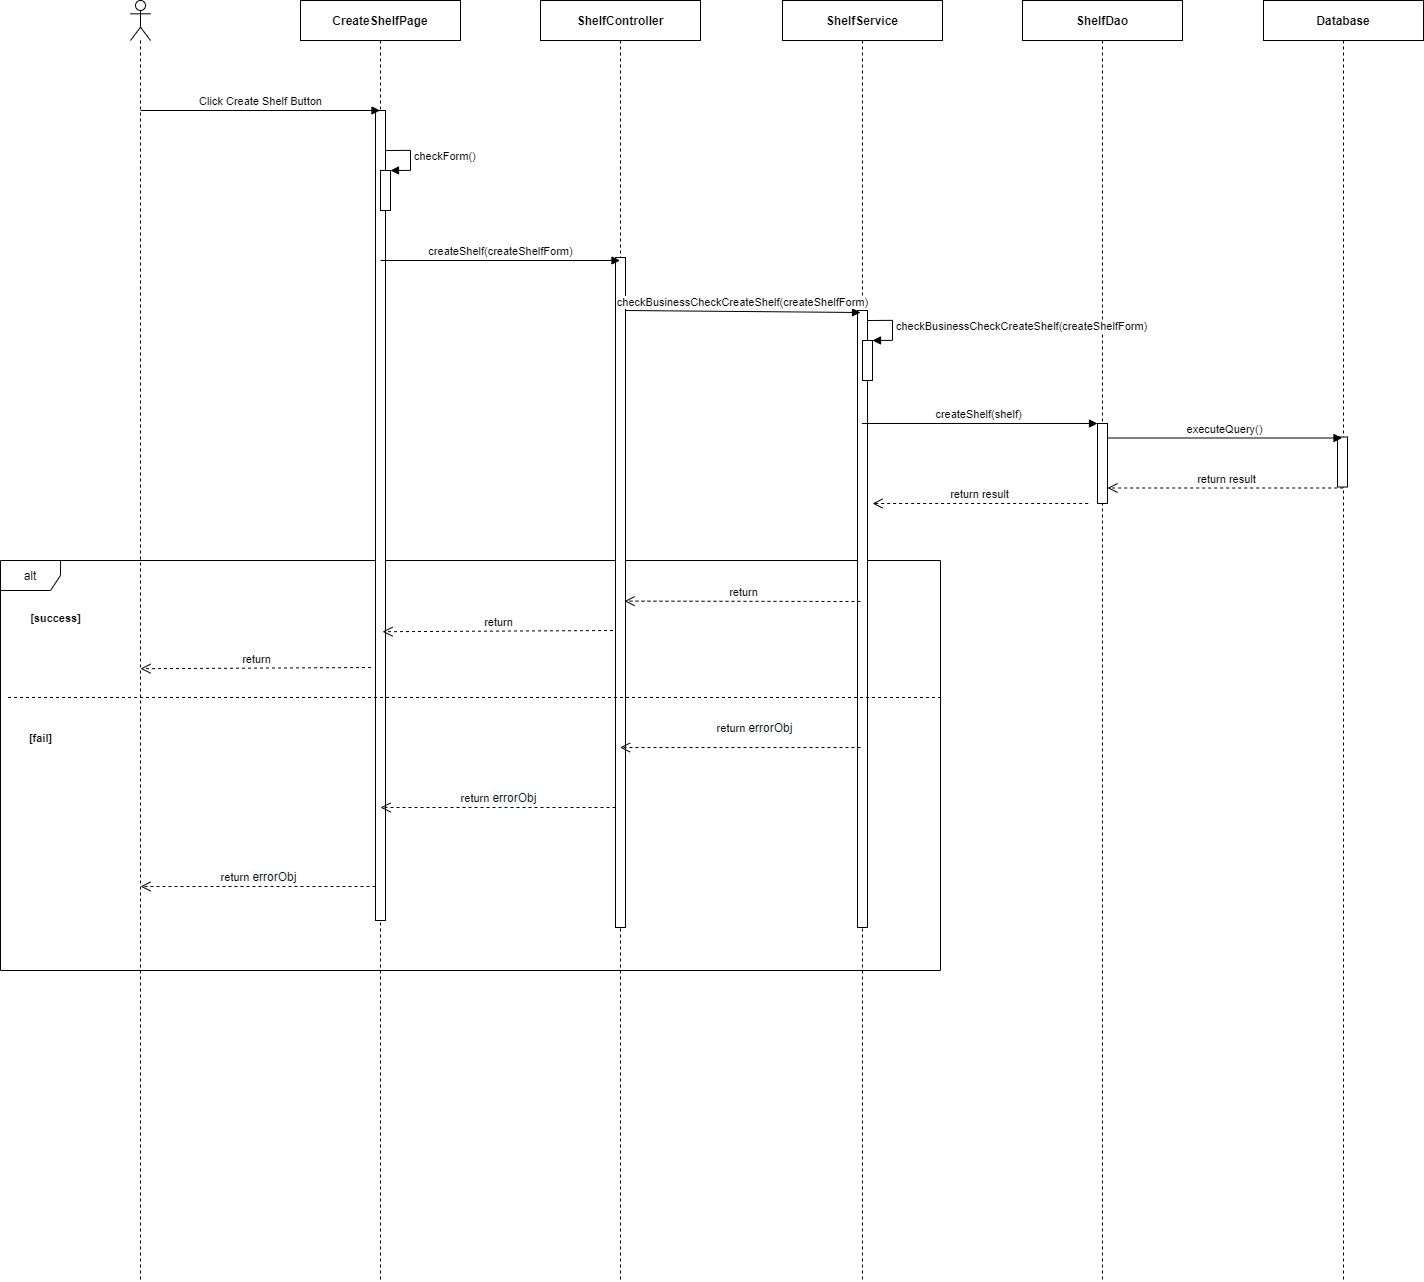 CreateShelfPage
ShelfController
ShelfService
ShelfDao
Database
Click Create Shelf Button
checkForm()
createShelf(createShelfForm)
checkBusinessCheckCreateShelf(createShelfForm)
checkBusinessCheckCreateShelf(createShelfForm)
createShelf(shelf)
executeQuery()
return result
return result
alt
return
[success]
return
return
return errorObj
[fail]
return errorObj
return errorObj